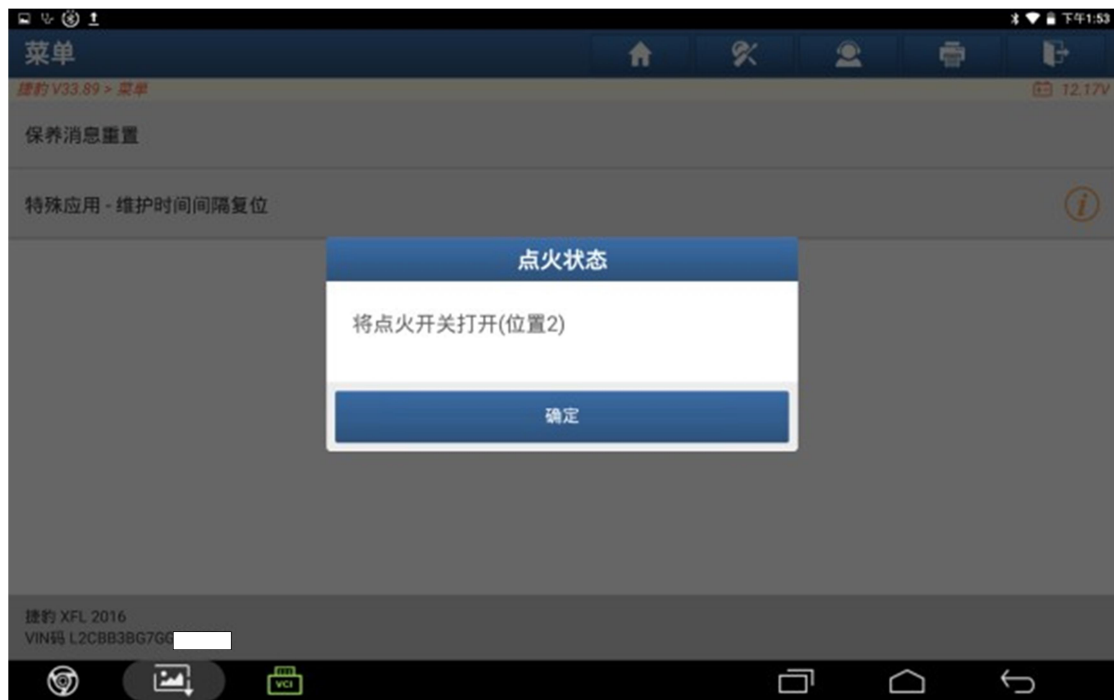 下午1:53
菜单
捷豹 V33.89 > 菜单
12.17V
保养消息重置
特殊应用 - 维护时间间隔复位
i
点火状态
将点火开关打开(位置2)
确定
捷豹 XFL 2016
VIN码 L2CBB3BG7GG
VCI